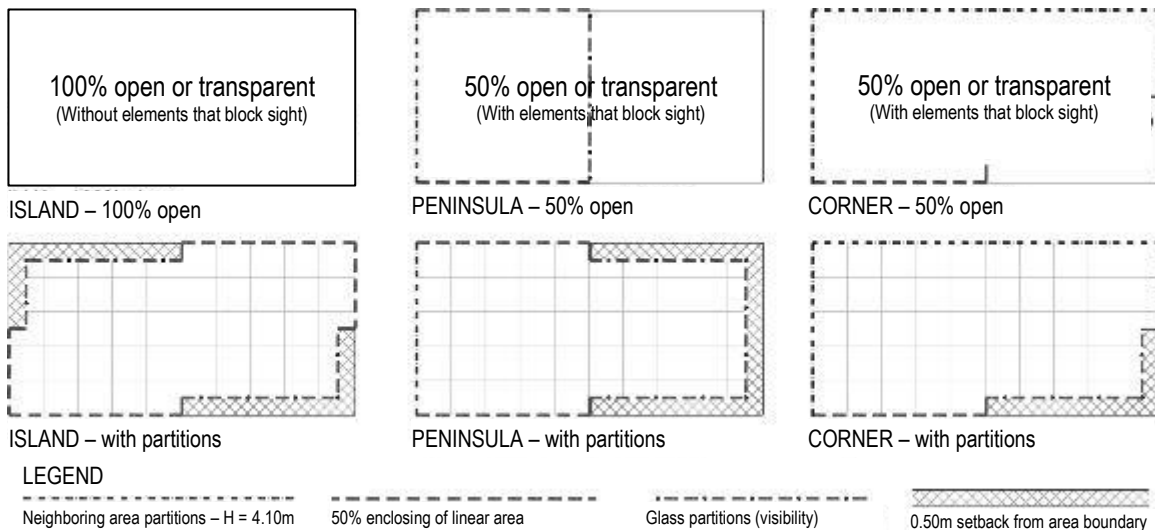 100% open or transparent
(Without elements that block sight)
50% open or transparent
(With elements that block sight)
50% open or transparent
(With elements that block sight)
ISLAND – 100% open
PENINSULA – 50% open
CORNER – 50% open
ISLAND – with partitions
PENINSULA – with partitions
CORNER – with partitions
LEGEND
Neighboring area partitions – H = 4.10m
50% enclosing of linear area
Glass partitions (visibility)
0.50m setback from area boundary